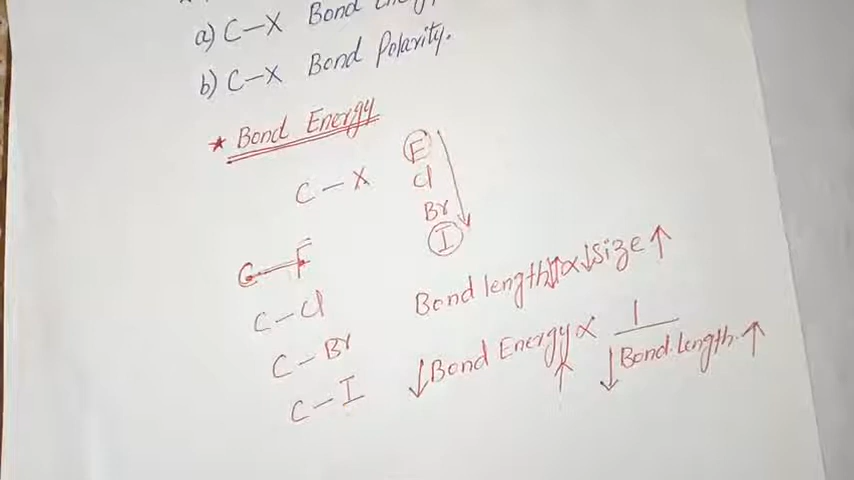 a) C-X Bond
b) C-X Bond Polarity.
* Bond Energy
C - X
F
Cl
Br
I
C-F
C-Cl
C-Br
C-I
Bond length↓↑ ∝ ↓size↑
↓Bond Energy↑ ∝ 1 / ↓Bond.Length.↑